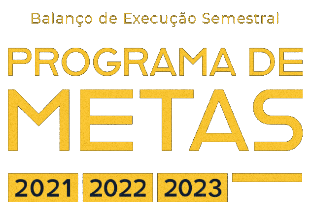 Balanço de Execução Semestral
PROGRAMA DE
METAS
2021 2022 2023